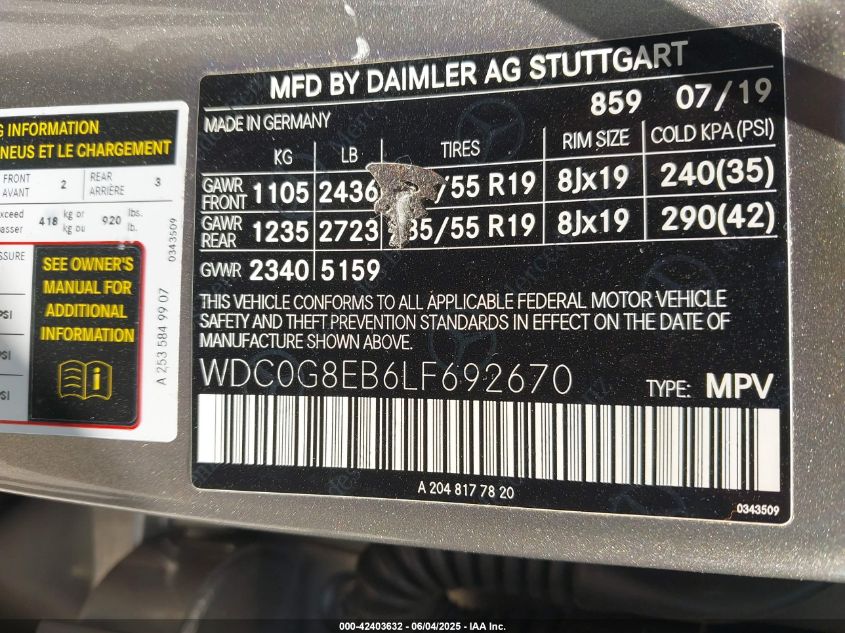 MFD BY DAIMLER AG STUTTGART
859 07/19
MADE IN GERMANY
KG LB TIRES RIM SIZE COLD KPA (PSI)
GAWR FRONT 1105 2436 /55 R19 8Jx19 240(35)
GAWR REAR 1235 2723 35/55 R19 8Jx19 290(42)
GVWR 2340 5159
THIS VEHICLE CONFORMS TO ALL APPLICABLE FEDERAL MOTOR VEHICLE
SAFETY AND THEFT PREVENTION STANDARDS IN EFFECT ON THE DATE OF
MANUFACTURE SHOWN ABOVE.
WDC0G8EB6LF692670 TYPE: MPV
A 204 817 78 20
0343509
G INFORMATION
NEUS ET LE CHARGEMENT
FRONT AVANT 2 REAR ARRIÈRE 3
xceed 418 kg or 920 lbs.
asser kg ou lb.
SSURE
SEE OWNER'S
MANUAL FOR
ADDITIONAL
INFORMATION
PSI
PSI
PSI
A 253 584 99 07
0343509
000-42403632 - 06/04/2025 - IAA Inc.